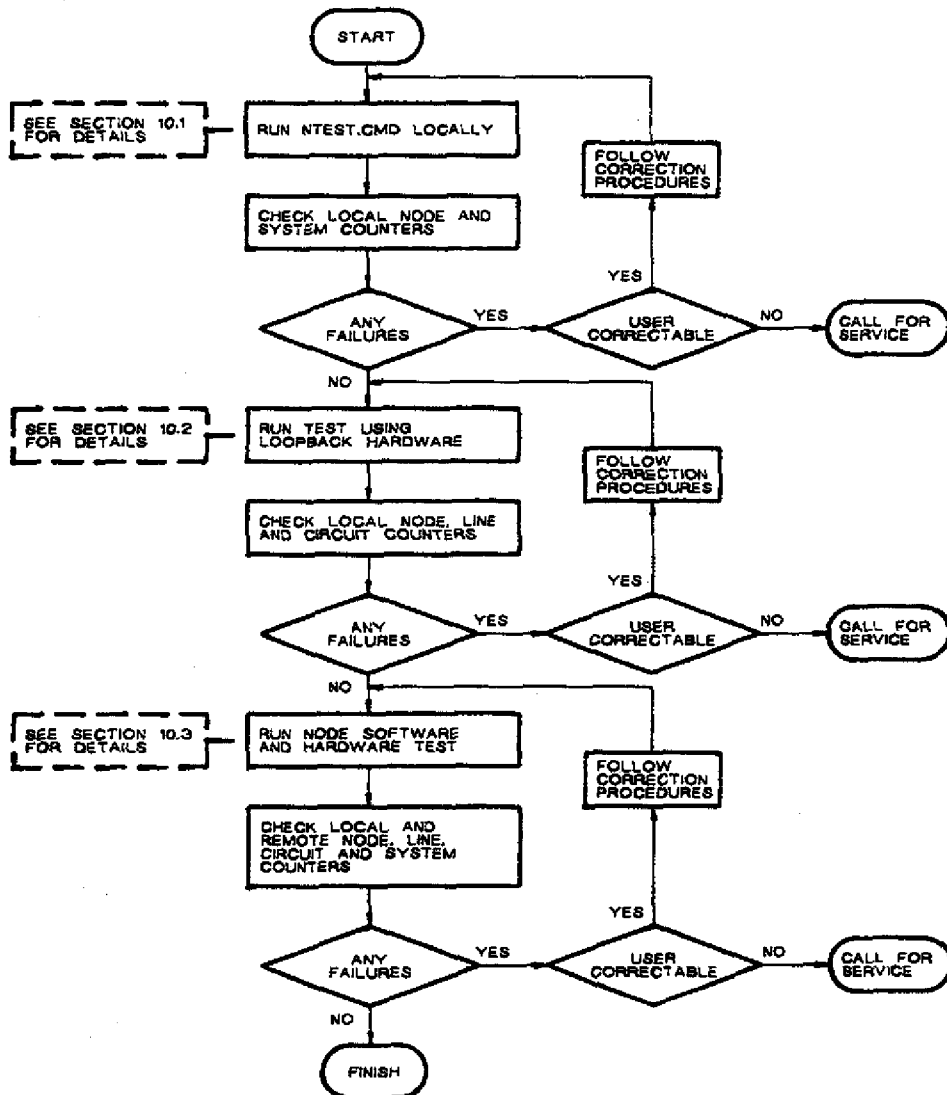 START
SEE SECTION 10.1
FOR DETAILS
RUN NTEST.CMD LOCALLY
FOLLOW
CORRECTION
PROCEDURES
CHECK LOCAL NODE AND
SYSTEM COUNTERS
YES
ANY
FAILURES
YES
USER
CORRECTABLE
NO
CALL FOR
SERVICE
NO
SEE SECTION 10.2
FOR DETAILS
RUN TEST USING
LOOPBACK HARDWARE
FOLLOW
CORRECTION
PROCEDURES
CHECK LOCAL NODE, LINE
AND CIRCUIT COUNTERS
YES
ANY
FAILURES
YES
USER
CORRECTABLE
NO
CALL FOR
SERVICE
NO
SEE SECTION 10.3
FOR DETAILS
RUN NODE SOFTWARE
AND HARDWARE TEST
FOLLOW
CORRECTION
PROCEDURES
CHECK LOCAL AND
REMOTE NODE, LINE,
CIRCUIT AND SYSTEM
COUNTERS
YES
ANY
FAILURES
YES
USER
CORRECTABLE
NO
CALL FOR
SERVICE
NO
FINISH